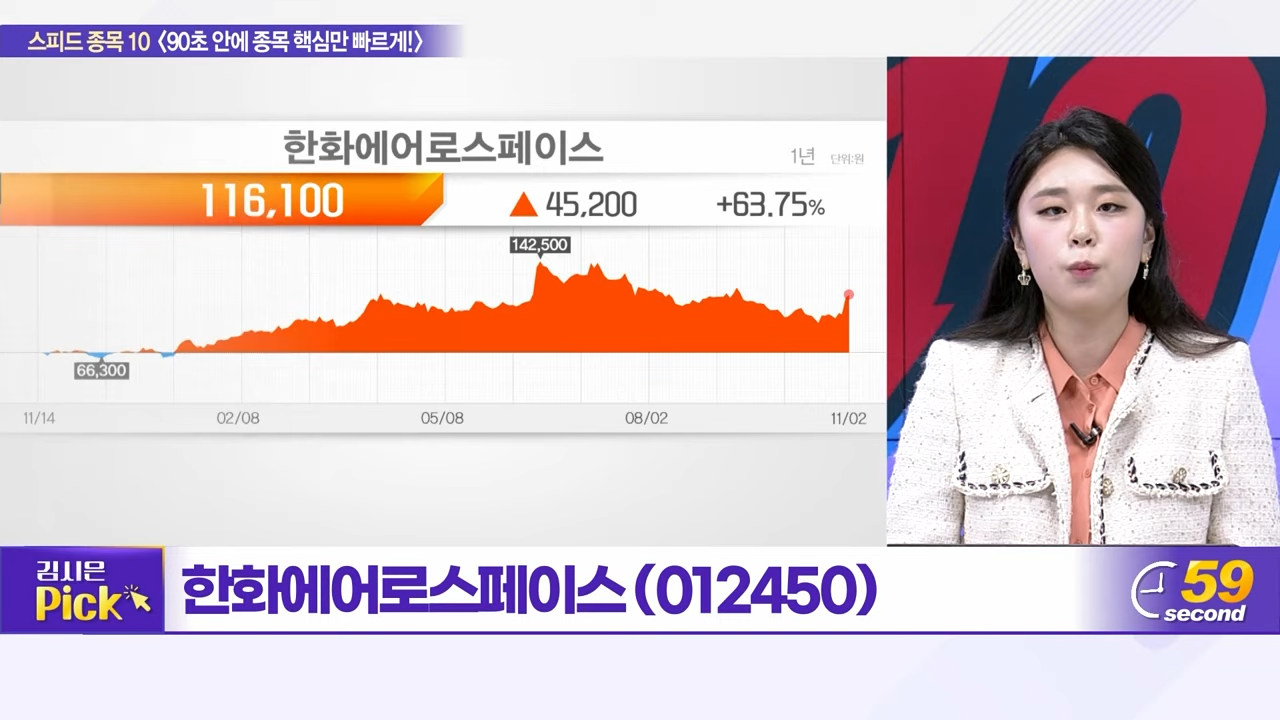 스피드 종목 10 <90초 안에 종목 핵심만 빠르게!>
한화에어로스페이스
1년 단위:원
116,100 ▲ 45,200 +63.75%
142,500
66,300
11/14 02/08 05/08 08/02 11/02
김시은
Pick
한화에어로스페이스(012450)
59
second